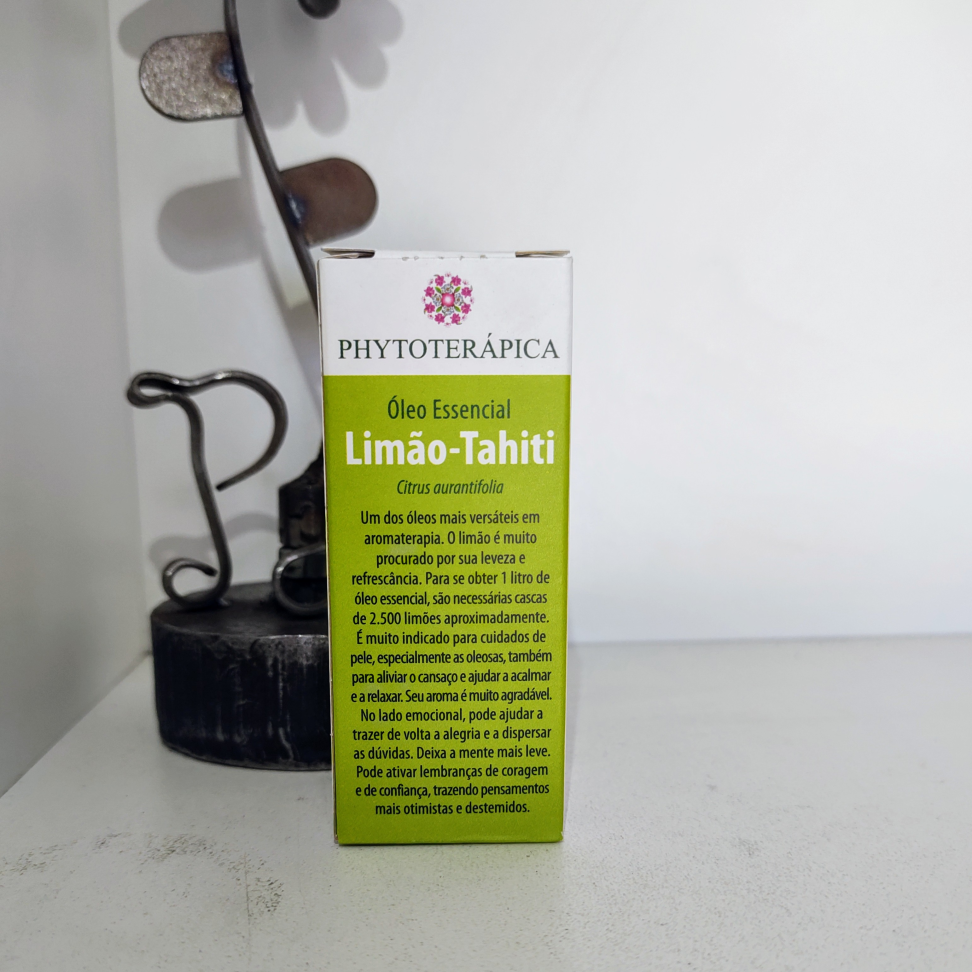 PHYTOTERÁPICA
Óleo Essencial
Limão-Tahiti
Citrus aurantifolia
Um dos óleos mais versáteis em
aromaterapia. O limão é muito
procurado por sua leveza e
refrescância. Para se obter 1 litro de
óleo essencial, são necessárias cascas
de 2.500 limões aproximadamente.
É muito indicado para cuidados de
pele, especialmente as oleosas, também
para aliviar o cansaço e ajudar a acalmar
e a relaxar. Seu aroma é muito agradável.
No lado emocional, pode ajudar a
trazer de volta a alegria e a dispersar
as dúvidas. Deixa a mente mais leve.
Pode ativar lembranças de coragem
e de confiança, trazendo pensamentos
mais otimistas e destemidos.